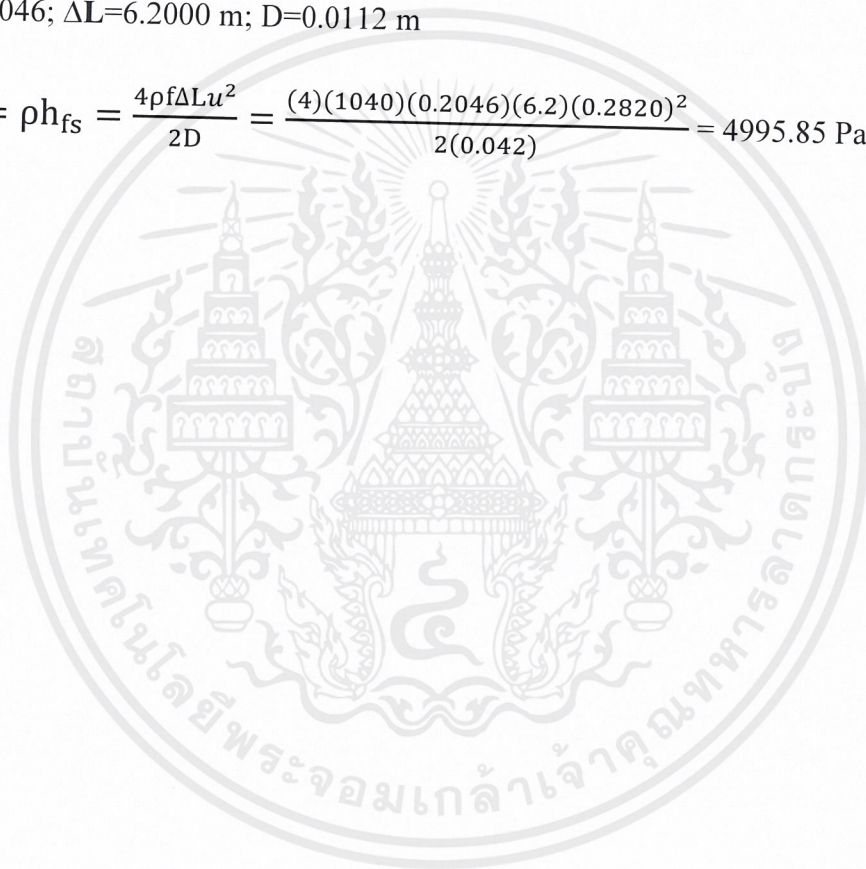 046; ΔL=6.2000 m; D=0.0112 m
= ρh_fs = 4ρfΔLu²/2D = (4)(1040)(0.2046)(6.2)(0.2820)²/2(0.042) = 4995.85 Pa
สถาบันเทคโนโลยีพระจอมเกล้าเจ้าคุณทหารลาดกระบัง